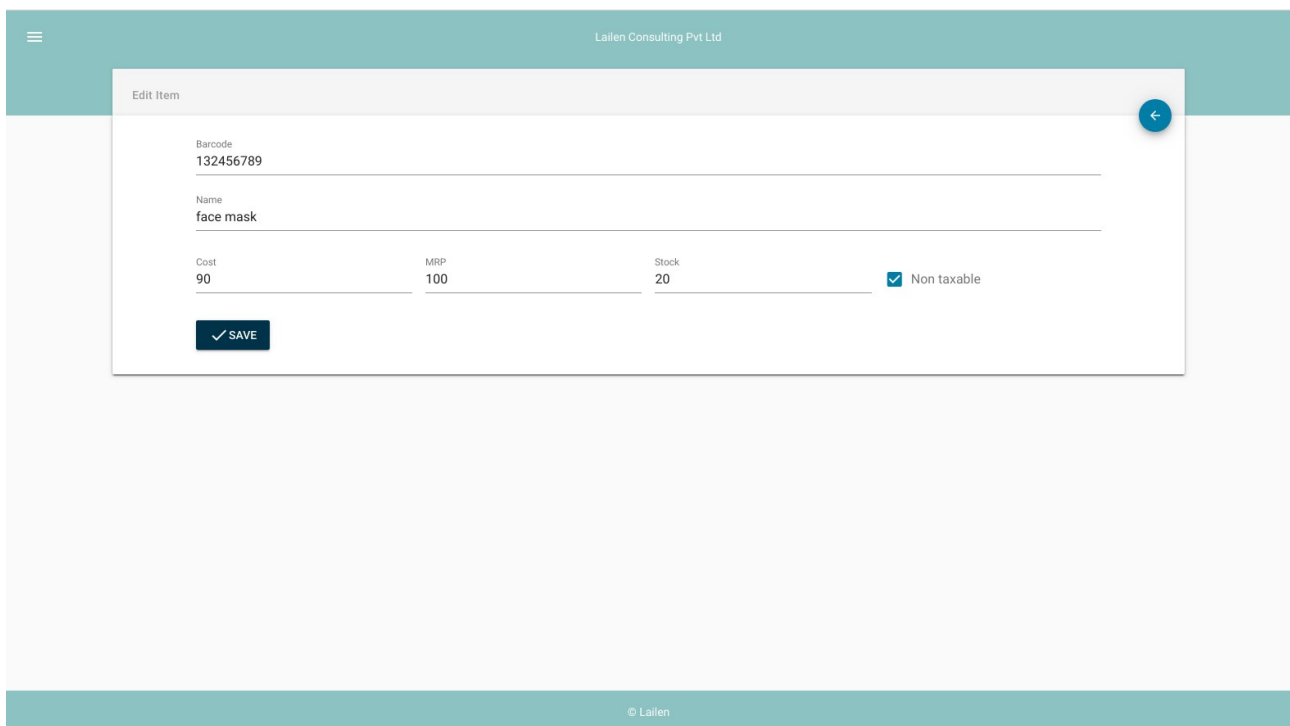 Lailen Consulting Pvt Ltd
Edit Item
Barcode
132456789
Name
face mask
Cost
MRP
Stock
90
100
20
Non taxable
SAVE
© Lailen